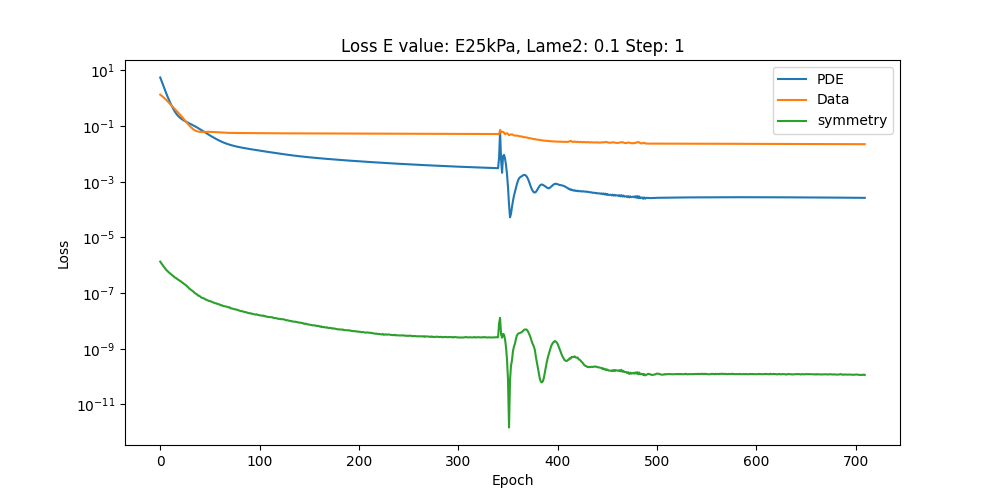 Loss E value: E25kPa, Lame2: 0.1 Step: 1
PDE
Data
symmetry
Loss
10¹
10⁻¹
10⁻³
10⁻⁵
10⁻⁷
10⁻⁹
10⁻¹¹
0 100 200 300 400 500 600 700
Epoch